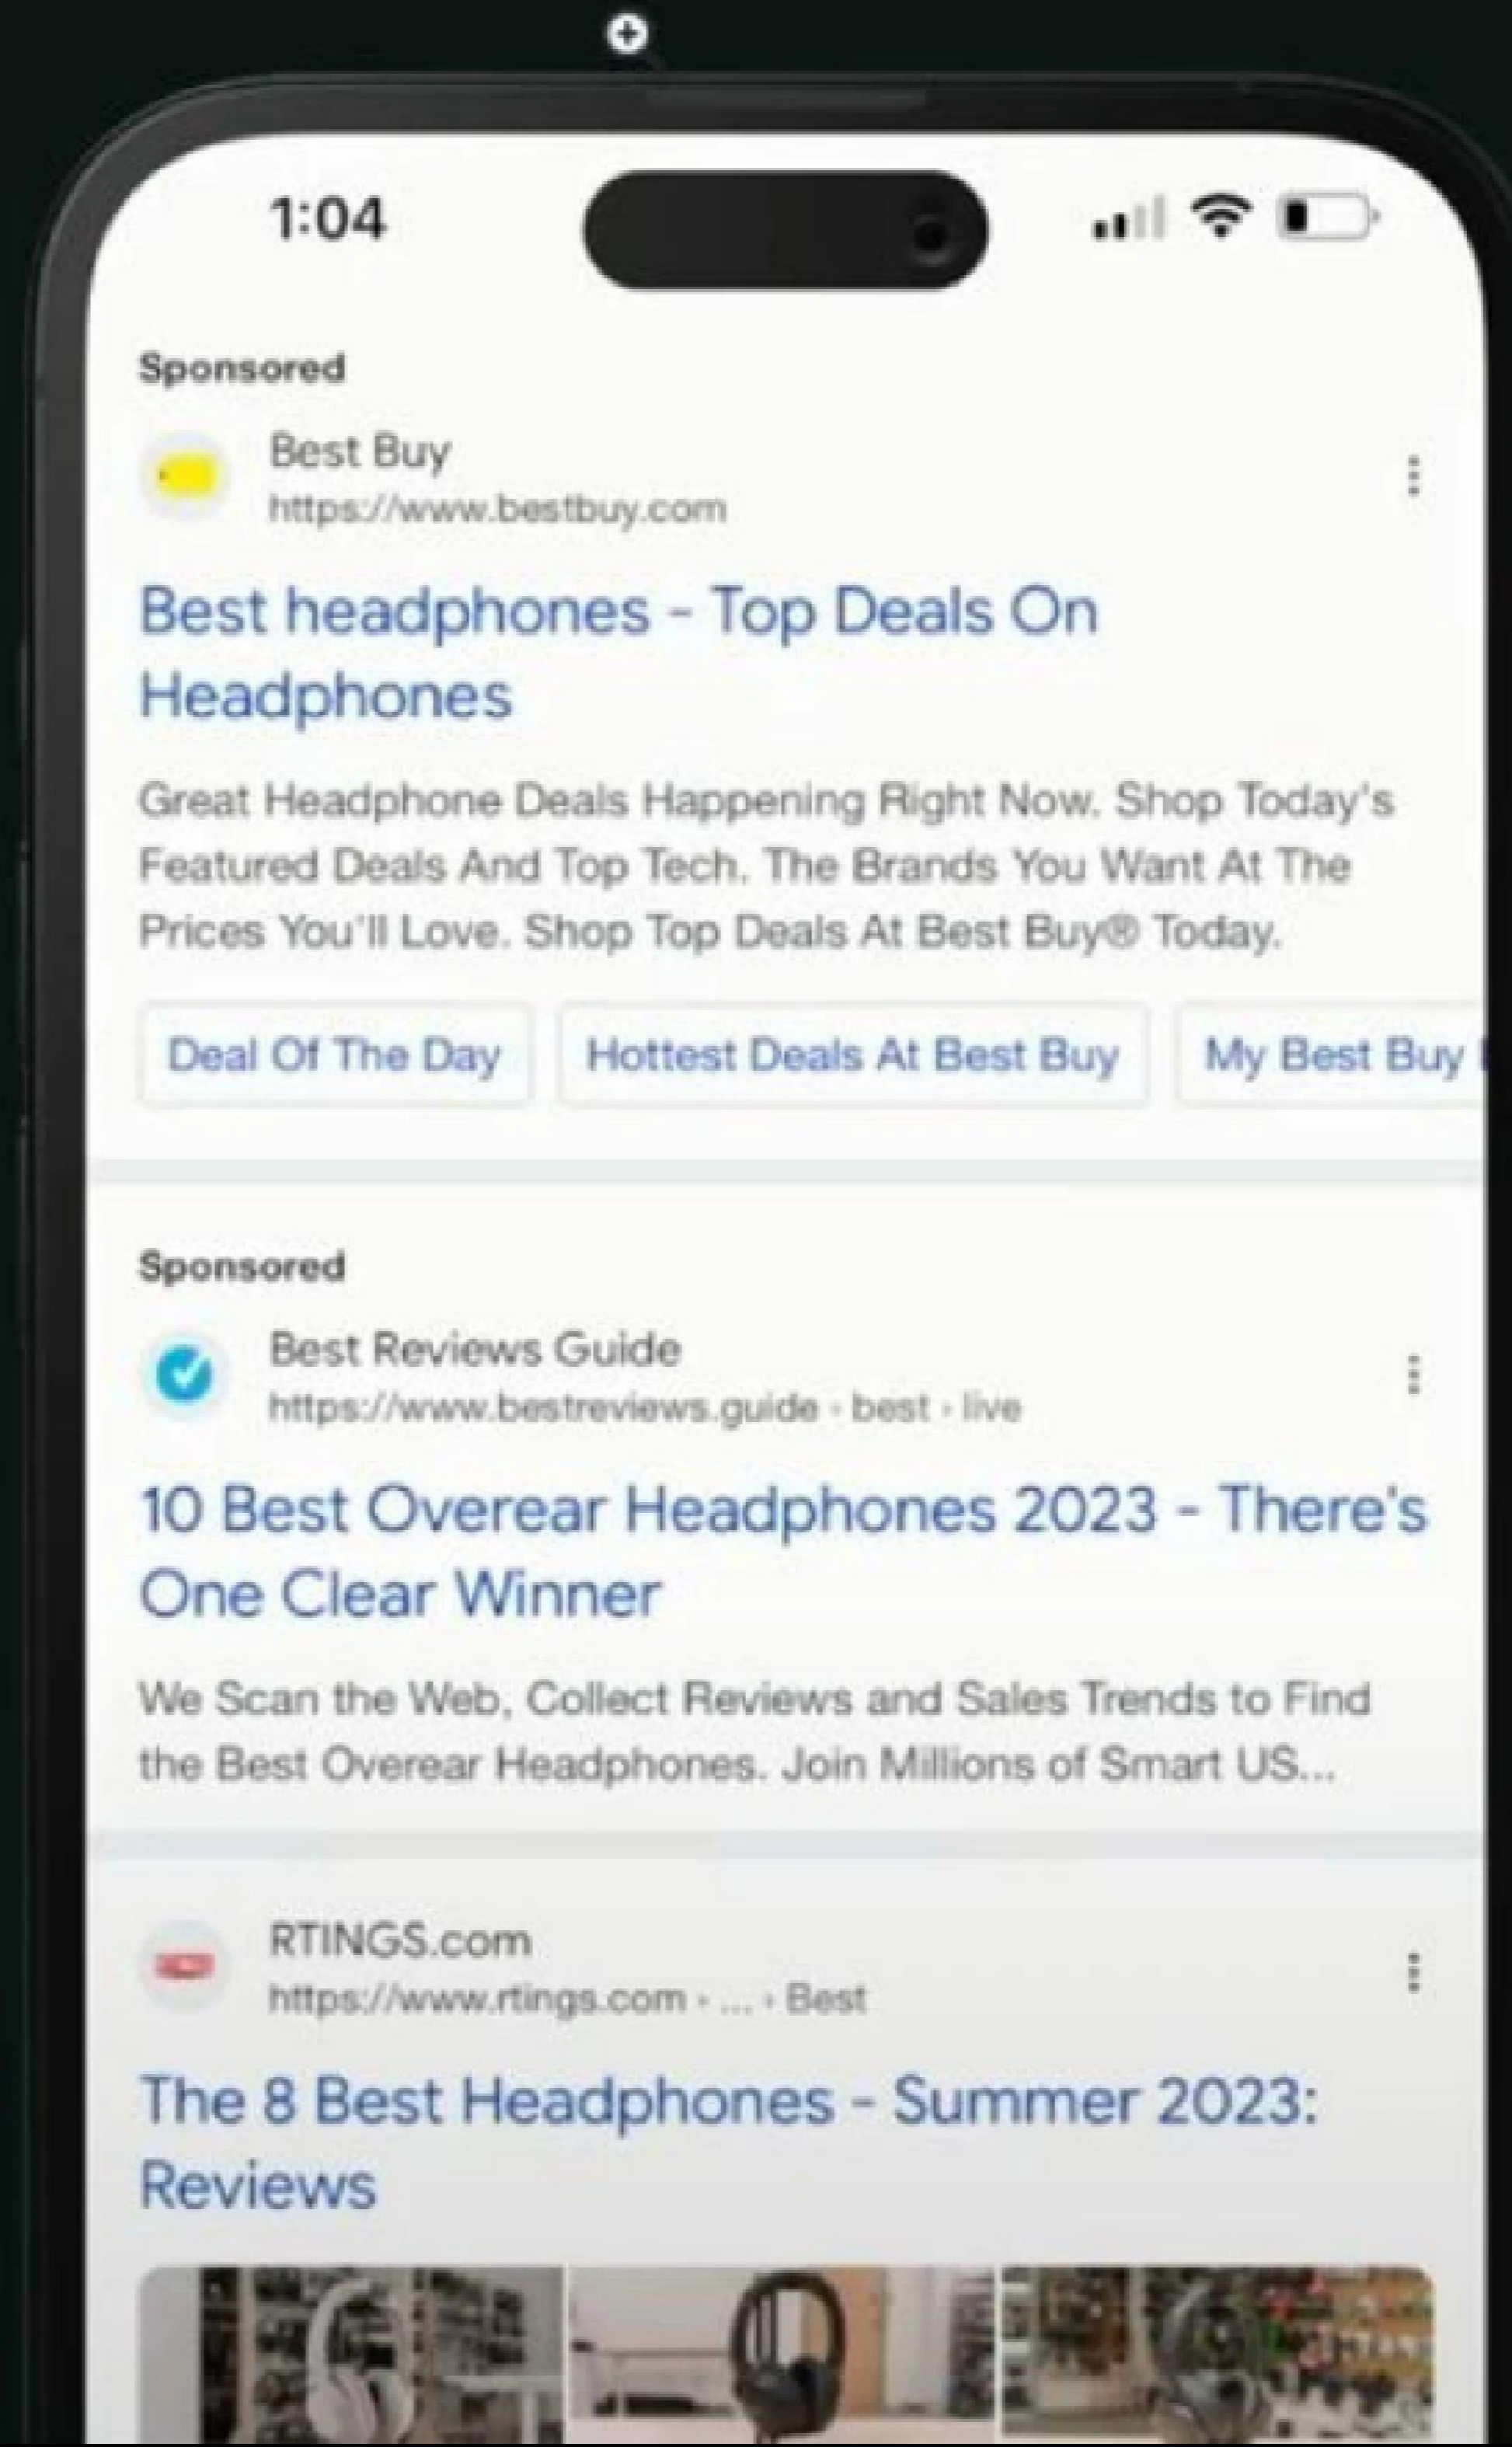 1:04
Sponsored
Best Buy
https://www.bestbuy.com
Best headphones - Top Deals On
Headphones
Great Headphone Deals Happening Right Now. Shop Today's
Featured Deals And Top Tech. The Brands You Want At The
Prices You'll Love. Shop Top Deals At Best Buy® Today.
Deal Of The Day
Hottest Deals At Best Buy
My Best Buy
Sponsored
Best Reviews Guide
https://www.bestreviews.guide › best › live
10 Best Overear Headphones 2023 - There's
One Clear Winner
We Scan the Web, Collect Reviews and Sales Trends to Find
the Best Overear Headphones. Join Millions of Smart US...
RTINGS.com
https://www.rtings.com › ... › Best
The 8 Best Headphones - Summer 2023:
Reviews